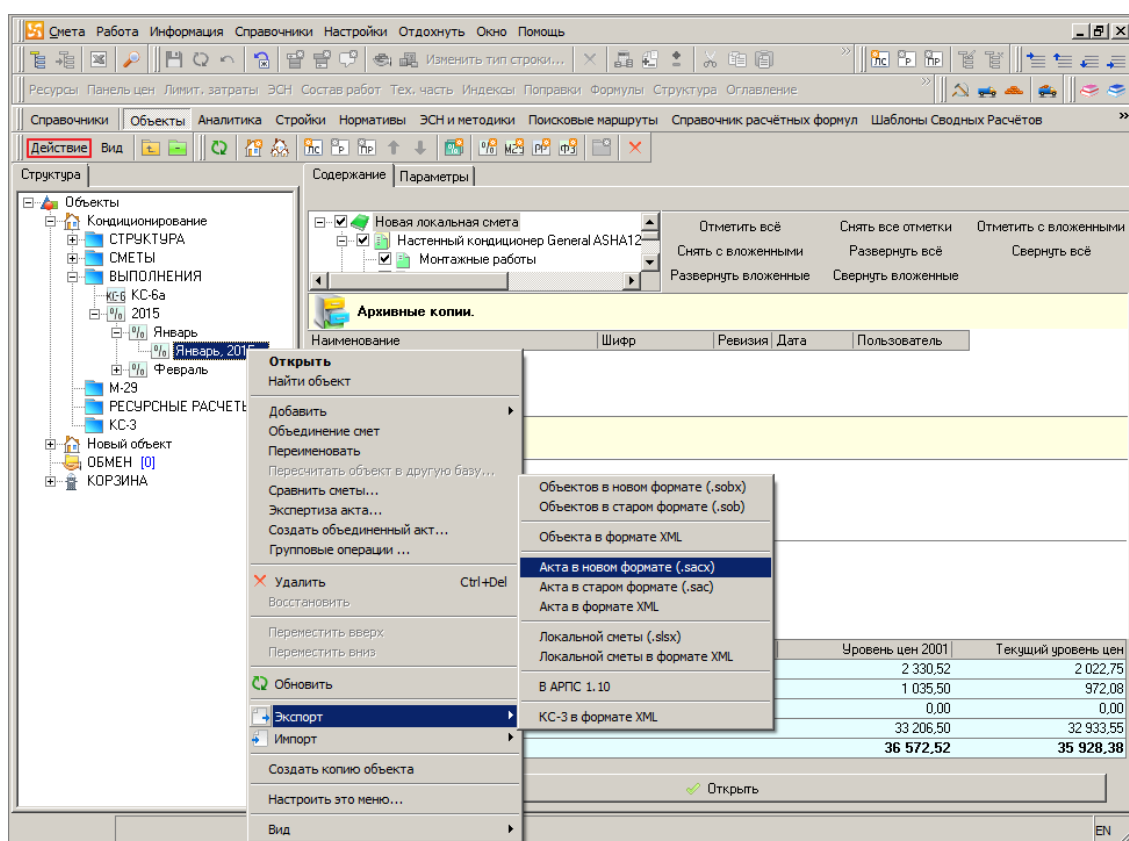 Смета Работа Информация Справочники Настройки Отдохнуть Окно Помощь
Изменить тип строки...
Ресурсы Панель цен Лимит. затраты ЭСН Состав работ Тех. часть Индексы Поправки Формулы Структура Оглавление
Справочники Объекты Аналитика Стройки Нормативы ЭСН и методики Поисковые маршруты Справочник расчётных формул Шаблоны Сводных Расчётов
Действие Вид
Структура
Содержание Параметры
Объекты
Кондиционирование
СТРУКТУРА
СМЕТЫ
ВЫПОЛНЕНИЯ
КС-6 КС-6а
2015
Январь
Январь, 2015
Февраль
М-29
РЕСУРСНЫЕ РАСЧЕТЫ
КС-3
Новый объект
ОБМЕН [0]
КОРЗИНА
Новая локальная смета
Настенный кондиционер General ASHA12
Монтажные работы
Отметить всё Снять все отметки Отметить с вложенными
Снять с вложенными Развернуть всё Свернуть всё
Развернуть вложенные Свернуть вложенные
Архивные копии.
Наименование Шифр Ревизия Дата Пользователь
Открыть
Найти объект
Добавить
Объединение смет
Переименовать
Пересчитать объект в другую базу...
Сравнить сметы...
Экспертиза акта...
Создать объединенный акт...
Групповые операции ...
Удалить Ctrl+Del
Восстановить
Переместить вверх
Переместить вниз
Обновить
Экспорт
Импорт
Создать копию объекта
Настроить это меню...
Вид
Объектов в новом формате (.sobx)
Объектов в старом формате (.sob)
Объекта в формате XML
Акта в новом формате (.sacx)
Акта в старом формате (.sac)
Акта в формате XML
Локальной сметы (.slsx)
Локальной сметы в формате XML
В АРПС 1.10
КС-3 в формате XML
Уровень цен 2001 Текущий уровень цен
2 330,52 2 022,75
1 035,50 972,08
0,00 0,00
33 206,50 32 933,55
36 572,52 35 928,38
Открыть
EN